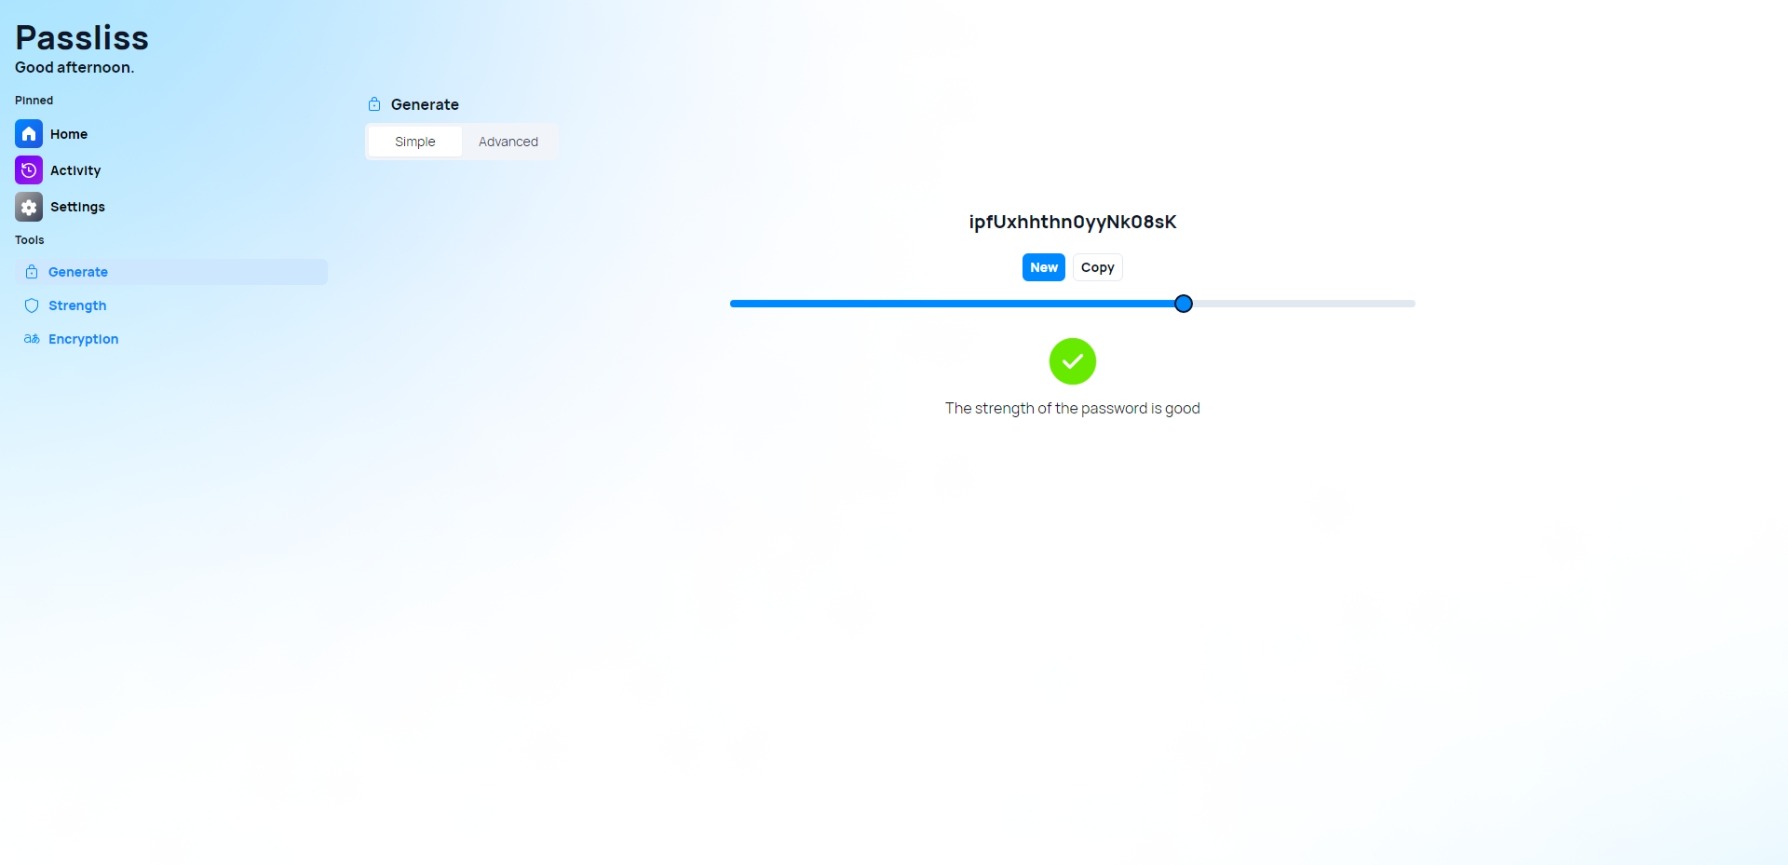 Passliss
Good afternoon.
Pinned
Home
Activity
Settings
Tools
Generate
Strength
Encryption
Generate
Simple
Advanced
ipfUxhhthn0yyNk08sK
New
Copy
The strength of the password is good